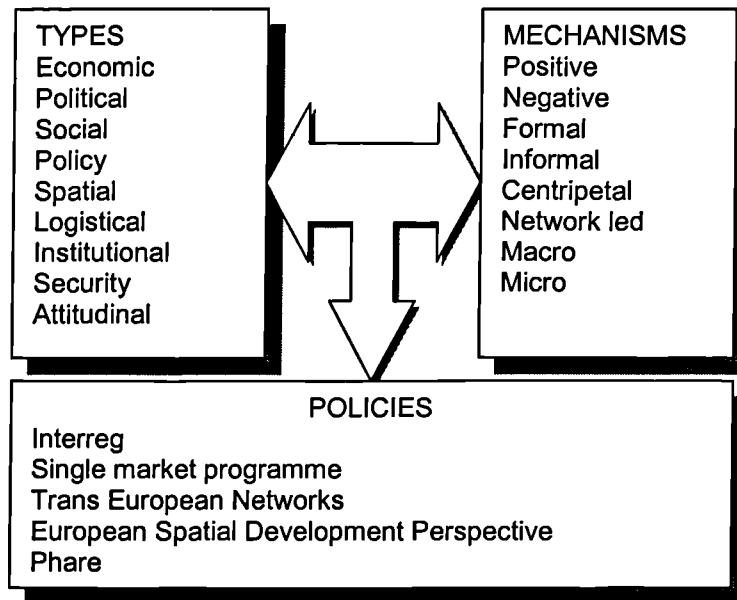 TYPES
Economic
Political
Social
Policy
Spatial
Logistical
Institutional
Security
Attitudinal
MECHANISMS
Positive
Negative
Formal
Informal
Centripetal
Network led
Macro
Micro
POLICIES
Interreg
Single market programme
Trans European Networks
European Spatial Development Perspective
Phare